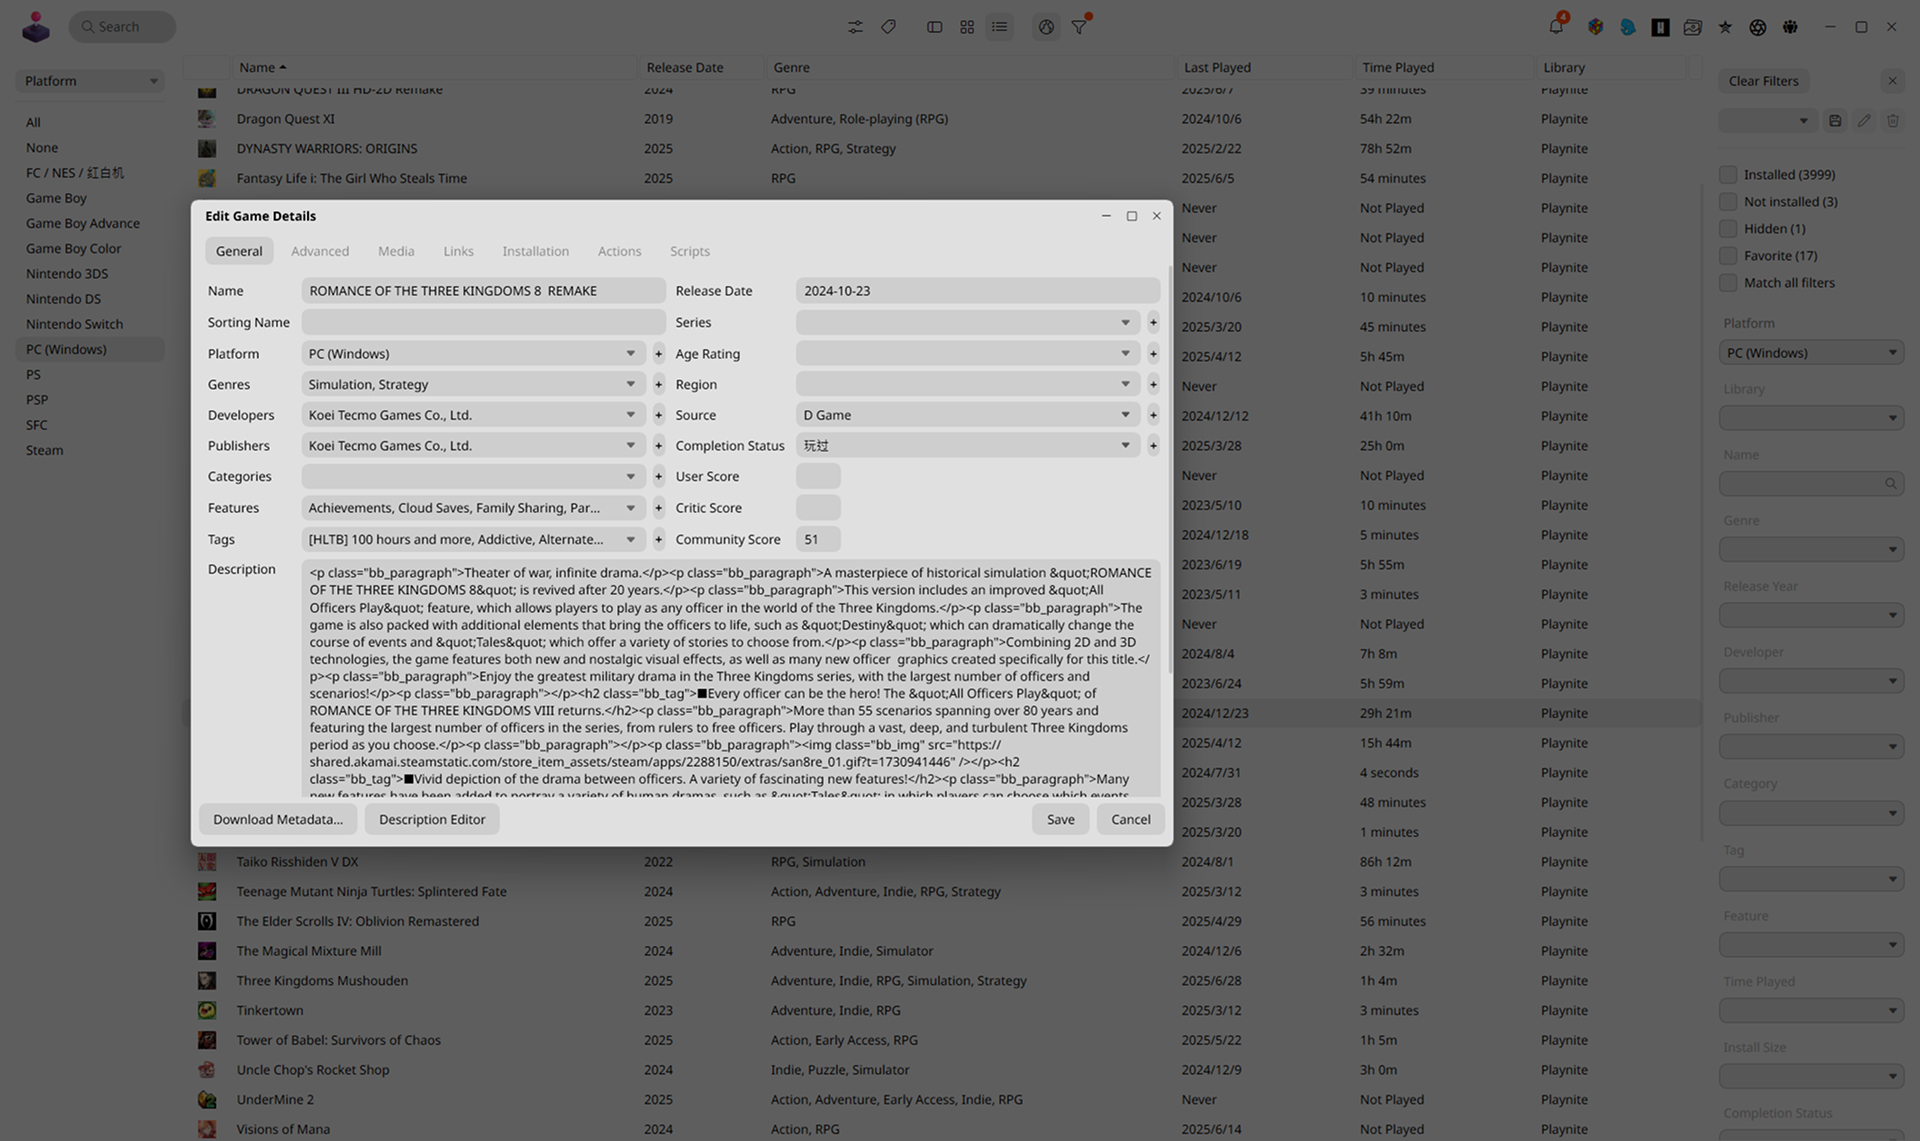 Search
4
Platform
Name
Release Date
Genre
Last Played
Time Played
Library
Clear Filters
All
None
FC / NES / 紅白机
Game Boy
Game Boy Advance
Game Boy Color
Nintendo 3DS
Nintendo DS
Nintendo Switch
PC (Windows)
PS
PSP
SFC
Steam
DRAGON QUEST III HD-2D Remake 2024 RPG 2025/6/7 39 minutes Playnite
Dragon Quest XI 2019 Adventure, Role-playing (RPG) 2024/10/6 54h 22m Playnite
DYNASTY WARRIORS: ORIGINS 2025 Action, RPG, Strategy 2025/2/22 78h 52m Playnite
Fantasy Life i: The Girl Who Steals Time 2025 RPG 2025/6/5 54 minutes Playnite
Never Not Played Playnite
Never Not Played Playnite
Never Not Played Playnite
2024/10/6 10 minutes Playnite
2025/3/20 45 minutes Playnite
2025/4/12 5h 45m Playnite
Never Not Played Playnite
2024/12/12 41h 10m Playnite
2025/3/28 25h 0m Playnite
Never Not Played Playnite
2023/5/10 10 minutes Playnite
2024/12/18 5 minutes Playnite
2023/6/19 5h 55m Playnite
2023/5/11 3 minutes Playnite
Never Not Played Playnite
2024/8/4 7h 8m Playnite
2023/6/24 5h 59m Playnite
2024/12/23 29h 21m Playnite
2025/4/12 15h 44m Playnite
2024/7/31 4 seconds Playnite
2025/3/28 48 minutes Playnite
2025/3/20 1 minutes Playnite
Edit Game Details
General Advanced Media Links Installation Actions Scripts
Name ROMANCE OF THE THREE KINGDOMS 8  REMAKE Release Date 2024-10-23
Sorting Name Series +
Platform PC (Windows) + Age Rating +
Genres Simulation, Strategy + Region +
Developers Koei Tecmo Games Co., Ltd. + Source D Game +
Publishers Koei Tecmo Games Co., Ltd. + Completion Status 玩过 +
Categories + User Score
Features Achievements, Cloud Saves, Family Sharing, Par... + Critic Score
Tags [HLTB] 100 hours and more, Addictive, Alternate... + Community Score 51
Description
<p class="bb_paragraph">Theater of war, infinite drama.</p><p class="bb_paragraph">A masterpiece of historical simulation &quot;ROMANCE
OF THE THREE KINGDOMS 8&quot; is revived after 20 years.</p><p class="bb_paragraph">This version includes an improved &quot;All
Officers Play&quot; feature, which allows players to play as any officer in the world of the Three Kingdoms.</p><p class="bb_paragraph">The
game is also packed with additional elements that bring the officers to life, such as &quot;Destiny&quot; which can dramatically change the
course of events and &quot;Tales&quot; which offer a variety of stories to choose from.</p><p class="bb_paragraph">Combining 2D and 3D
technologies, the game features both new and nostalgic visual effects, as well as many new officer  graphics created specifically for this title.</
p><p class="bb_paragraph">Enjoy the greatest military drama in the Three Kingdoms series, with the largest number of officers and
scenarios!</p><p class="bb_paragraph"></p><h2 class="bb_tag">■Every officer can be the hero! The &quot;All Officers Play&quot; of
ROMANCE OF THE THREE KINGDOMS VIII returns.</h2><p class="bb_paragraph">More than 55 scenarios spanning over 80 years and
featuring the largest number of officers in the series, from rulers to free officers. Play through a vast, deep, and turbulent Three Kingdoms
period as you choose.</p><p class="bb_paragraph"></p><p class="bb_paragraph"><img class="bb_img" src="https://
shared.akamai.steamstatic.com/store_item_assets/steam/apps/2288150/extras/san8re_01.gif?t=1730941446" /></p><h2
class="bb_tag">■Vivid depiction of the drama between officers. A variety of fascinating new features!</h2><p class="bb_paragraph">Many
new features have been added to portray a variety of human dramas, such as &quot;Tales&quot; in which players can choose which events
Download Metadata... Description Editor Save Cancel
Taiko Risshiden V DX 2022 RPG, Simulation 2024/8/1 86h 12m Playnite
Teenage Mutant Ninja Turtles: Splintered Fate 2024 Action, Adventure, Indie, RPG, Strategy 2025/3/12 3 minutes Playnite
The Elder Scrolls IV: Oblivion Remastered 2025 RPG 2025/4/29 56 minutes Playnite
The Magical Mixture Mill 2024 Adventure, Indie, Simulator 2024/12/6 2h 32m Playnite
Three Kingdoms Mushouden 2025 Adventure, Indie, RPG, Simulation, Strategy 2025/6/28 1h 4m Playnite
Tinkertown 2023 Adventure, Indie, RPG 2025/3/12 3 minutes Playnite
Tower of Babel: Survivors of Chaos 2025 Action, Early Access, RPG 2025/5/22 1h 5m Playnite
Uncle Chop's Rocket Shop 2024 Indie, Puzzle, Simulator 2024/12/9 3h 0m Playnite
UnderMine 2 2025 Action, Adventure, Early Access, Indie, RPG Never Not Played Playnite
Visions of Mana 2024 Action, RPG 2025/6/14 Not Played Playnite
Installed (3999)
Not installed (3)
Hidden (1)
Favorite (17)
Match all filters
Platform
PC (Windows)
Library
Name
Genre
Release Year
Developer
Publisher
Category
Tag
Feature
Time Played
Install Size
Completion Status